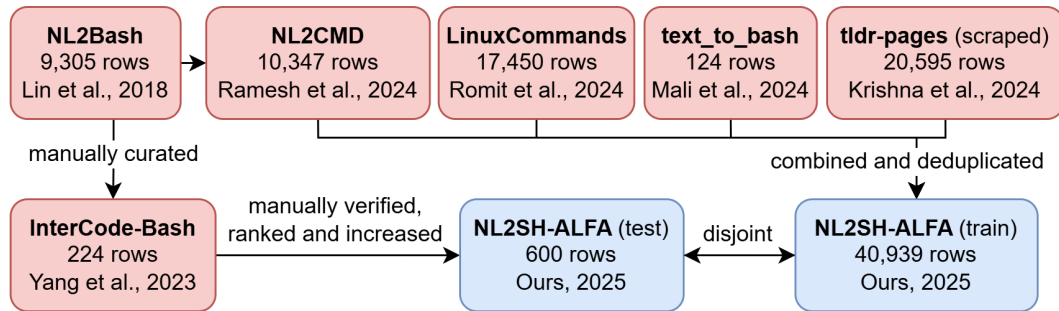 NL2Bash
9,305 rows
Lin et al., 2018
NL2CMD
10,347 rows
Ramesh et al., 2024
LinuxCommands
17,450 rows
Romit et al., 2024
text_to_bash
124 rows
Mali et al., 2024
tldr-pages (scraped)
20,595 rows
Krishna et al., 2024
manually curated
combined and deduplicated
InterCode-Bash
224 rows
Yang et al., 2023
manually verified,
ranked and increased
NL2SH-ALFA (test)
600 rows
Ours, 2025
disjoint
NL2SH-ALFA (train)
40,939 rows
Ours, 2025